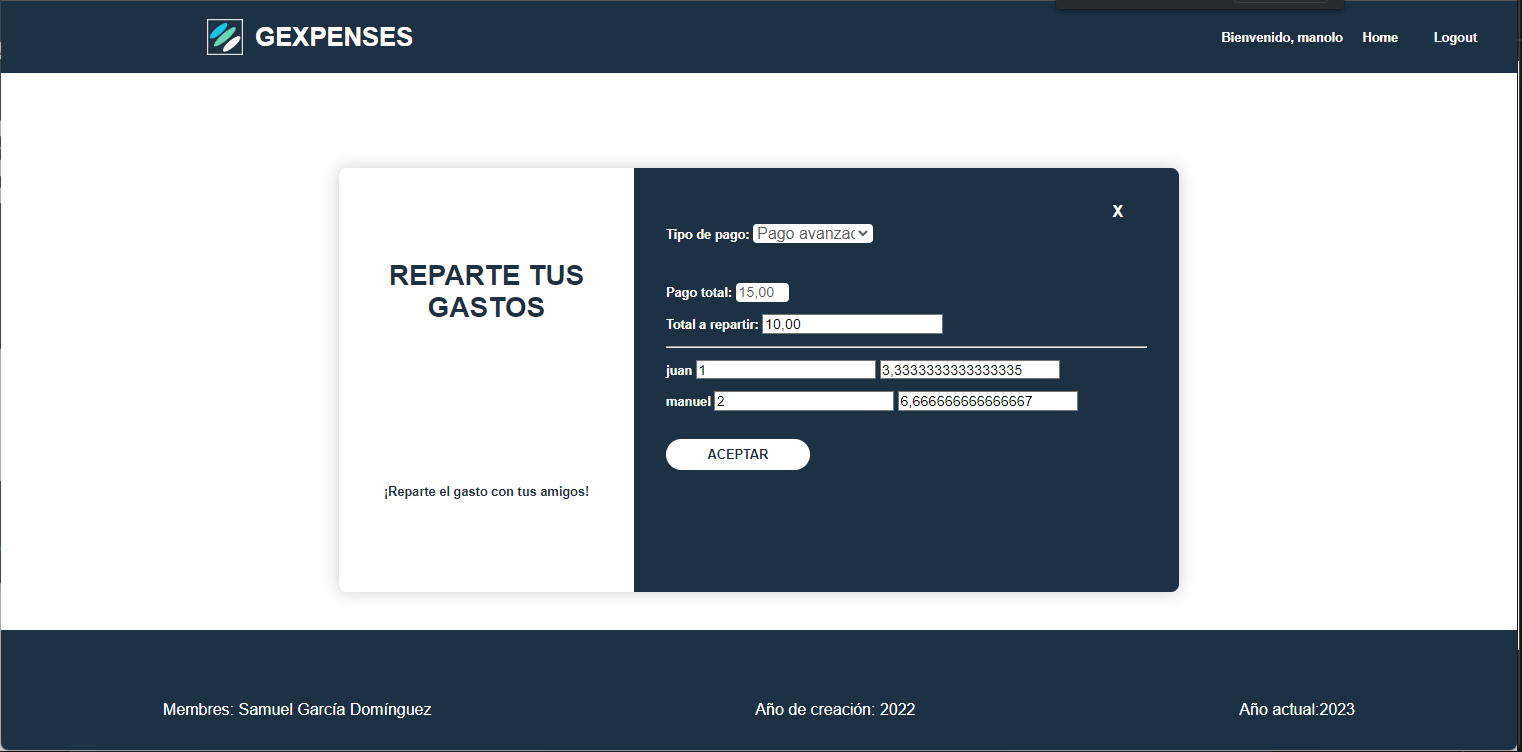 GEXPENSES
Bienvenido, manolo Home Logout
X
Tipo de pago: Pago avanzac
REPARTE TUS
GASTOS
Pago total: 15,00
Total a repartir: 10,00
juan 1 3,3333333333333335
manuel 2 6,666666666666667
ACEPTAR
¡Reparte el gasto con tus amigos!
Membres: Samuel García Domínguez Año de creación: 2022 Año actual:2023